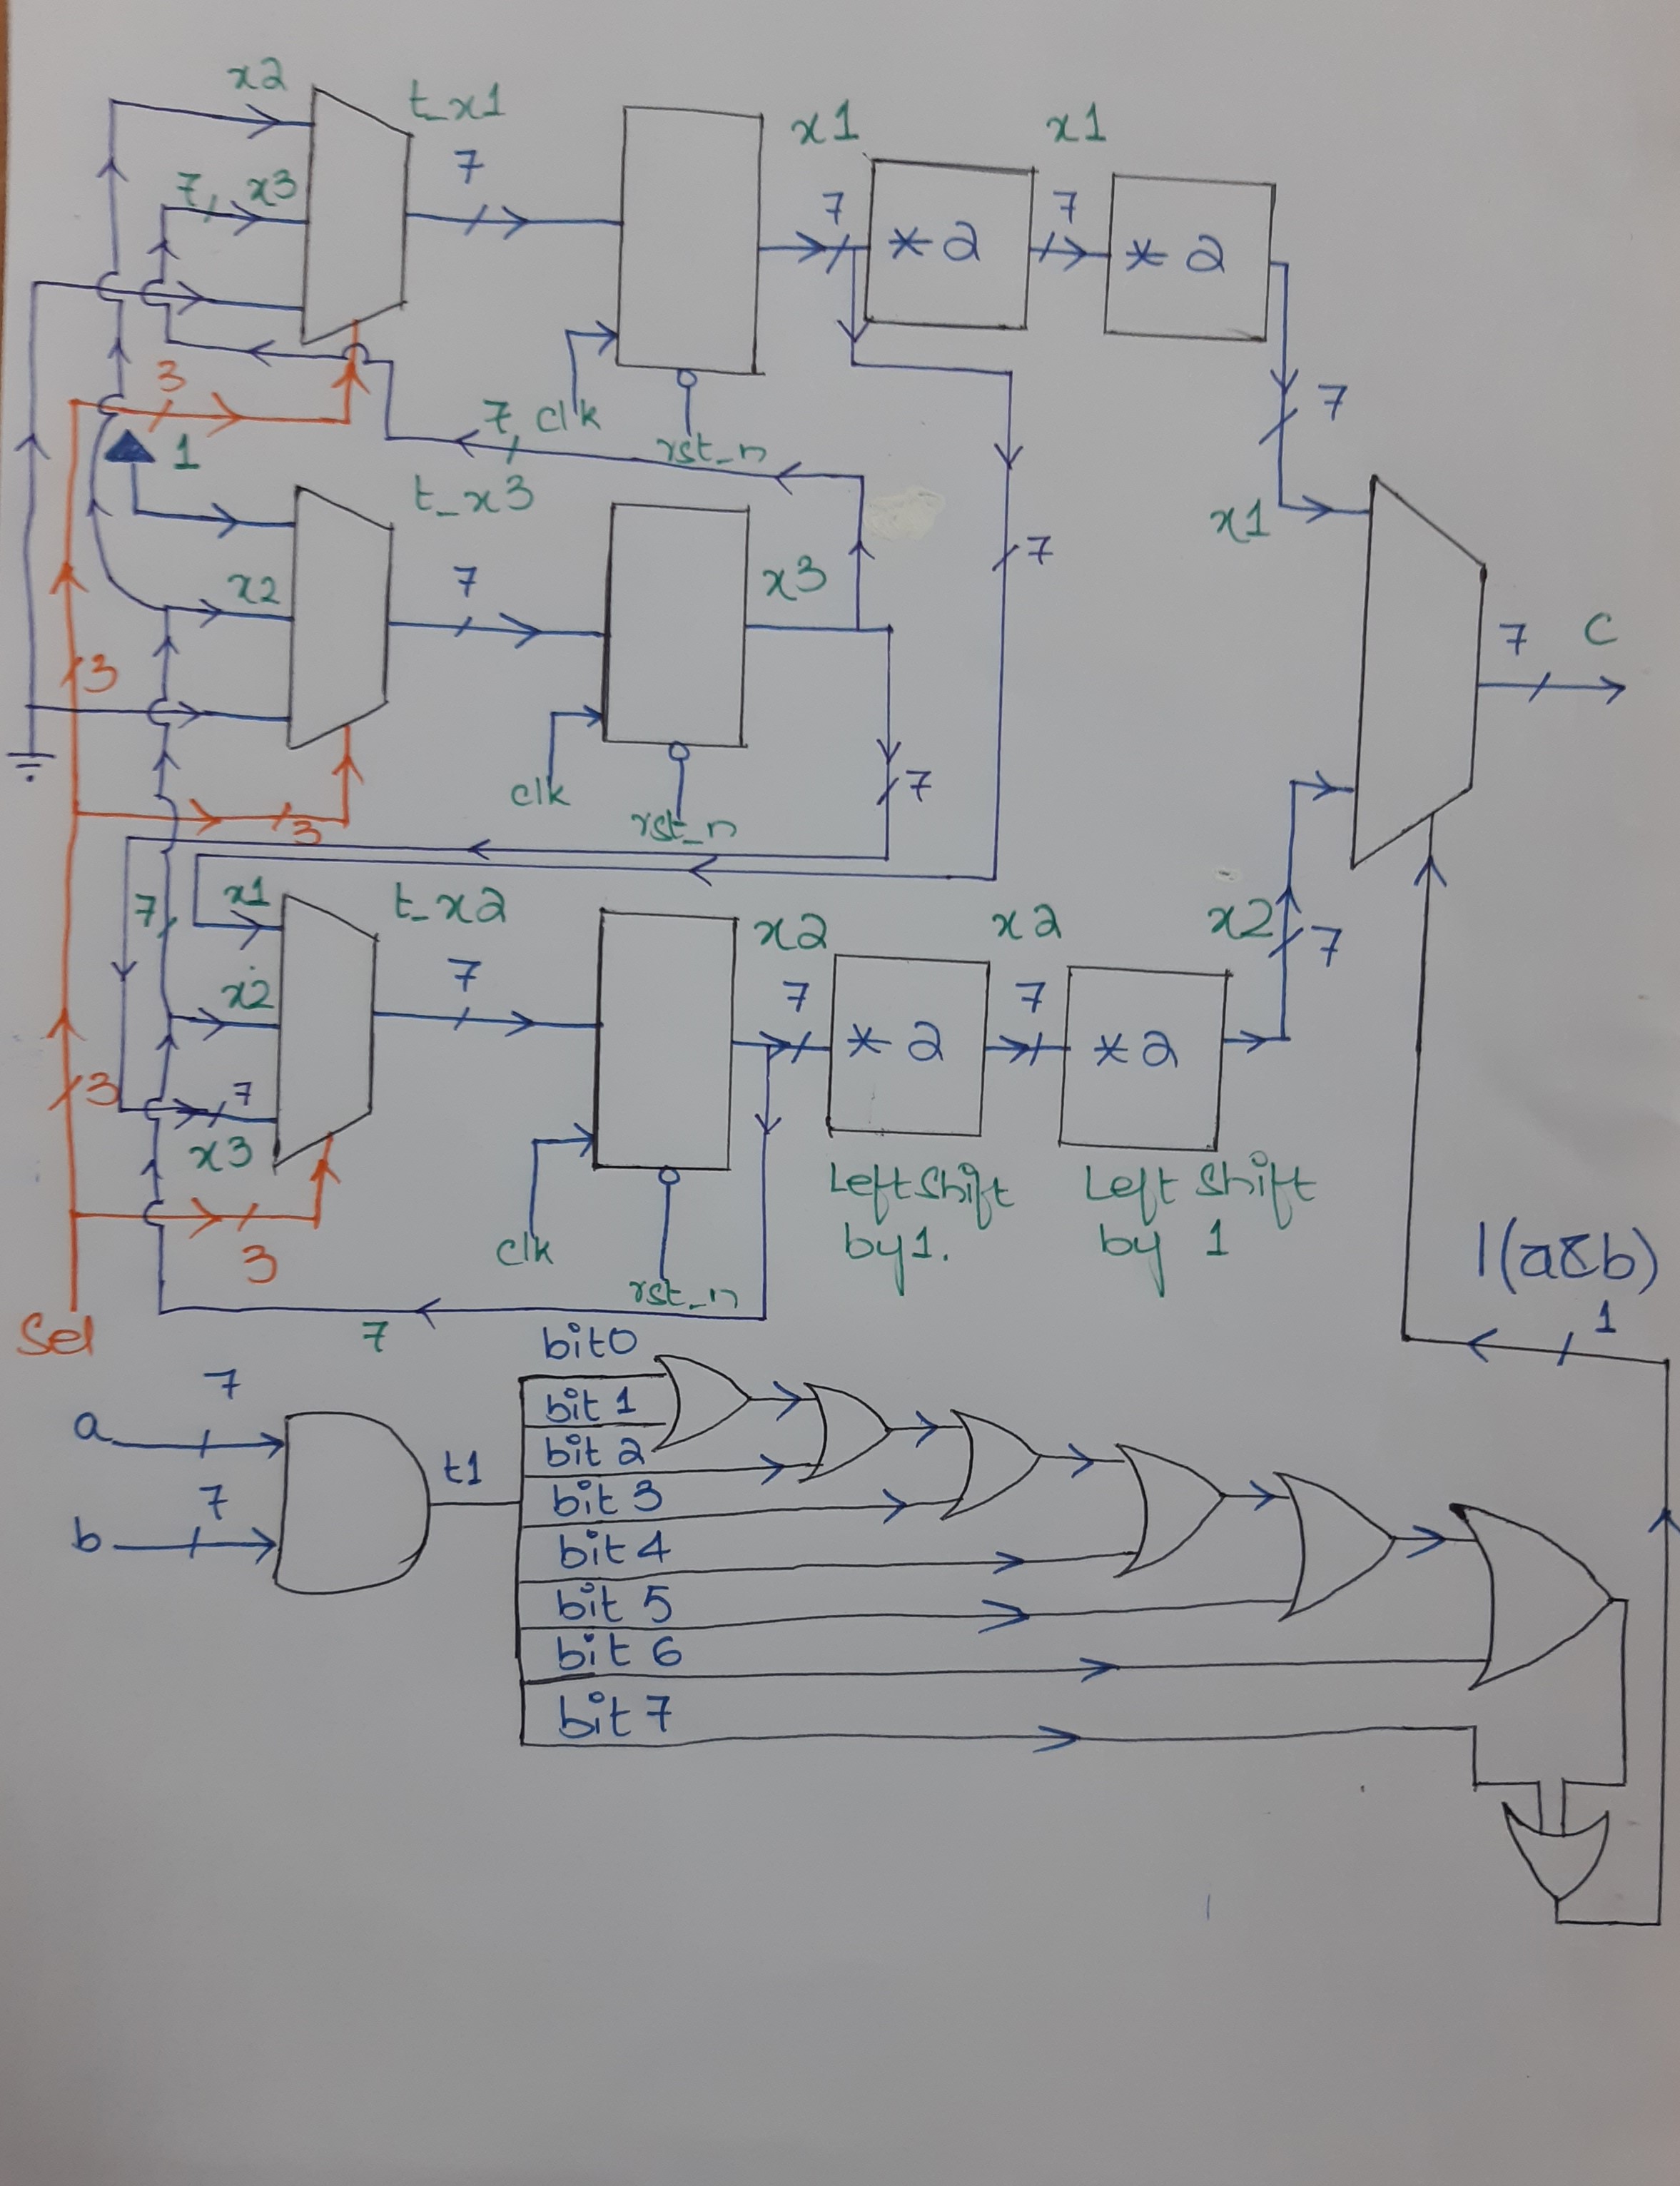 x2
t_x1
7
7, x3
x1
7
* 2
x1
7
* 2
3
7
clk
rst_n
7
1
t_x3
x1
7
x2
7
x3
7
C
3
clk
rst_n
7
3
7
x1
t_x2
x2
x2
x2
7
x2
7
7
* 2
7
* 2
7
3
7
x3
3
clk
rst_n
Left Shift
by 1.
Left Shift
by 1
|(a&b)
1
Sel
7
bit0
bit 1
bit 2
bit 3
bit 4
bit 5
bit 6
bit 7
7
a
t1
7
b